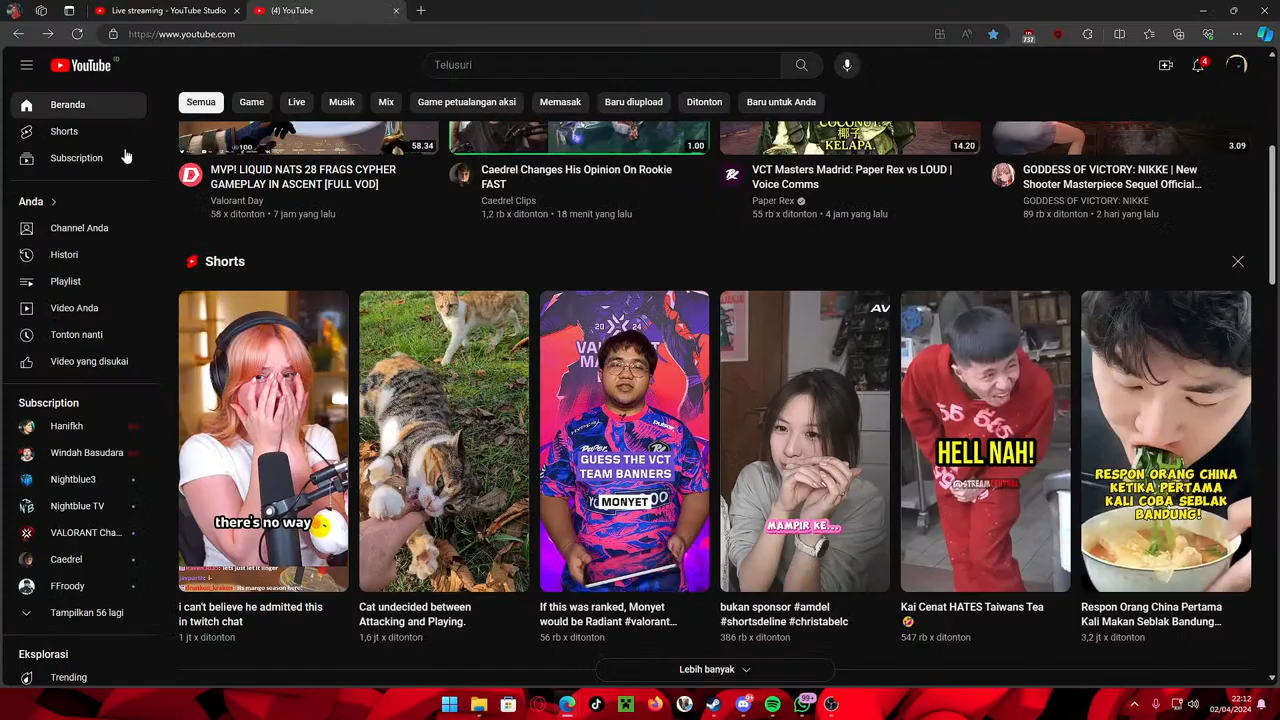 Live streaming - YouTube Studio
(4) YouTube
https://www.youtube.com
737
YouTube ID
Telusuri
4
Beranda
Shorts
Subscription
Anda
Channel Anda
Histori
Playlist
Video Anda
Tonton nanti
Video yang disukai
Subscription
Hanifkh
Windah Basudara
Nightblue3
Nightblue TV
VALORANT Cha...
Caedrel
FFroody
Tampilkan 56 lagi
Eksplorasi
Trending
Semua
Game
Live
Musik
Mix
Game petualangan aksi
Memasak
Baru diupload
Ditonton
Baru untuk Anda
100
58.34
1.00
COCONUT.
椰子
KELAPA.
14.20
3.09
MVP! LIQUID NATS 28 FRAGS CYPHER
GAMEPLAY IN ASCENT [FULL VOD]
Valorant Day
58 x ditonton • 7 jam yang lalu
Caedrel Changes His Opinion On Rookie
FAST
Caedrel Clips
1,2 rb x ditonton • 18 menit yang lalu
VCT Masters Madrid: Paper Rex vs LOUD |
Voice Comms
Paper Rex
55 rb x ditonton • 4 jam yang lalu
GODDESS OF VICTORY: NIKKE | New
Shooter Masterpiece Sequel Official...
GODDESS OF VICTORY: NIKKE
89 rb x ditonton • 2 hari yang lalu
Shorts
there's no way
i can't believe he admitted this
in twitch chat
1 jt x ditonton
Cat undecided between
Attacking and Playing.
1,6 jt x ditonton
2024
GUESS THE VCT
TEAM BANNERS
MONYET
If this was ranked, Monyet
would be Radiant #valorant...
56 rb x ditonton
AV
MAMPIR KE...
bukan sponsor #amdel
#shortsdeline #christabelc
386 rb x ditonton
HELL NAH!
@STREAMCENTRAL
Kai Cenat HATES Taiwans Tea
🤣
547 rb x ditonton
RESPON ORANG CHINA
KETIKA PERTAMA
KALI COBA SEBLAK
BANDUNG!
Respon Orang China Pertama
Kali Makan Seblak Bandung...
3,2 jt x ditonton
Lebih banyak
99+
22:12
02/04/2024